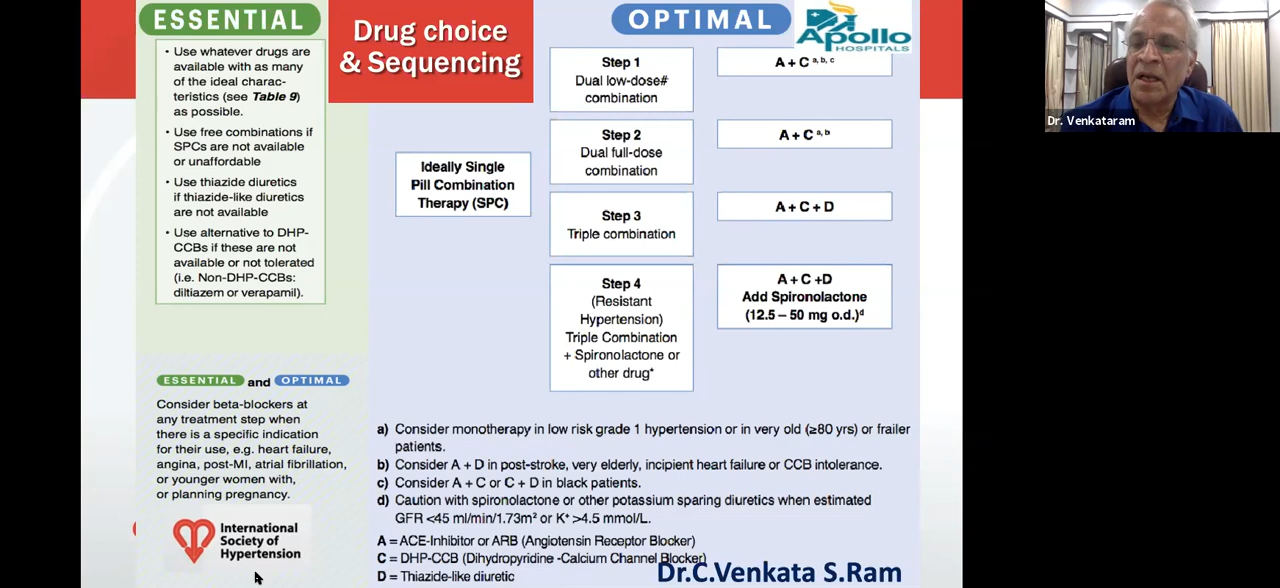 ESSENTIAL
• Use whatever drugs are
available with as many
of the ideal charac-
teristics (see Table 9)
as possible.
• Use free combinations if
SPCs are not available
or unaffordable
• Use thiazide diuretics
if thiazide-like diuretics
are not available
• Use alternative to DHP-
CCBs if these are not
available or not tolerated
(i.e. Non-DHP-CCBs:
diltiazem or verapamil).
ESSENTIAL and OPTIMAL
Consider beta-blockers at
any treatment step when
there is a specific indication
for their use, e.g. heart failure,
angina, post-MI, atrial fibrillation,
or younger women with,
or planning pregnancy.
International
Society of
Hypertension
Drug choice
& Sequencing
OPTIMAL
Apollo
HOSPITALS
Ideally Single
Pill Combination
Therapy (SPC)
Step 1
Dual low-dose#
combination
A + C a, b, c
Step 2
Dual full-dose
combination
A + C a, b
Step 3
Triple combination
A + C + D
Step 4
(Resistant
Hypertension)
Triple Combination
+ Spironolactone or
other drug*
A + C +D
Add Spironolactone
(12.5 – 50 mg o.d.)d
a) Consider monotherapy in low risk grade 1 hypertension or in very old (≥80 yrs) or frailer
patients.
b) Consider A + D in post-stroke, very elderly, incipient heart failure or CCB intolerance.
c) Consider A + C or C + D in black patients.
d) Caution with spironolactone or other potassium sparing diuretics when estimated
GFR <45 ml/min/1.73m² or K⁺ >4.5 mmol/L.
A = ACE-Inhibitor or ARB (Angiotensin Receptor Blocker)
C = DHP-CCB (Dihydropyridine -Calcium Channel Blocker)
D = Thiazide-like diuretic
Dr.C.Venkata S.Ram
Dr. Venkataram